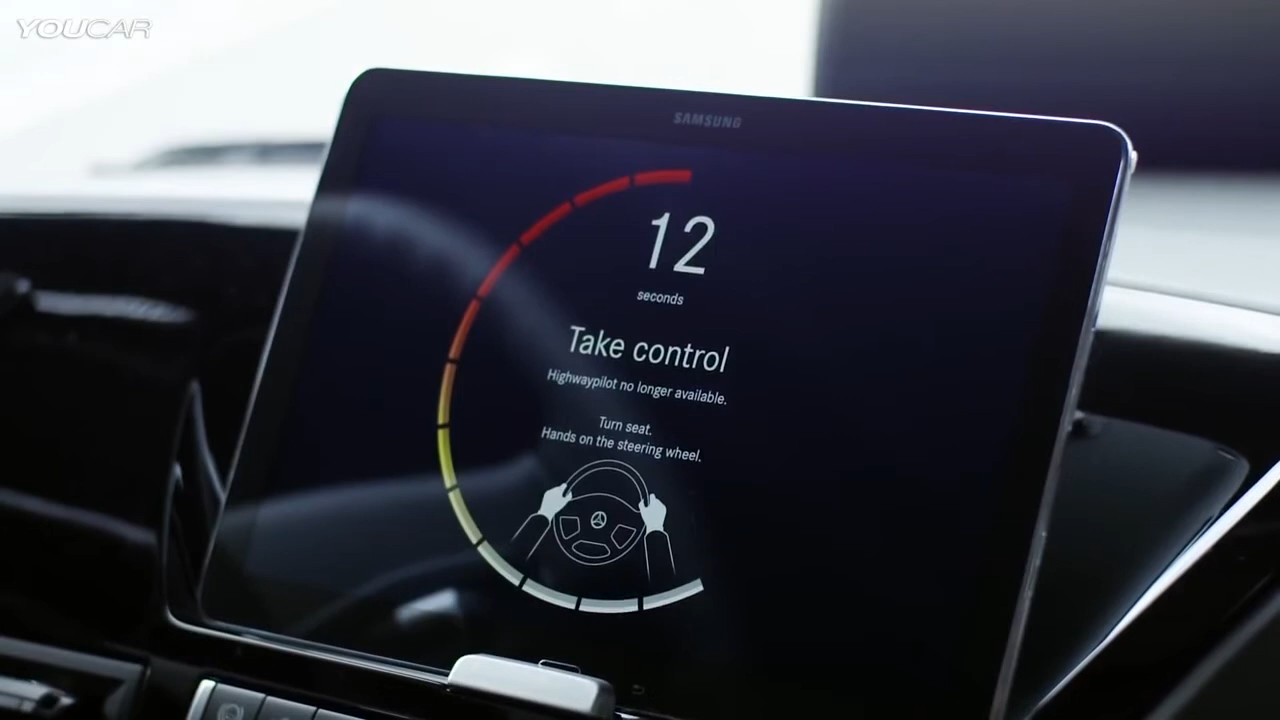 YOUCAR
SAMSUNG
12
seconds
Take control
Highwaypilot no longer available.
Turn seat.
Hands on the steering wheel.